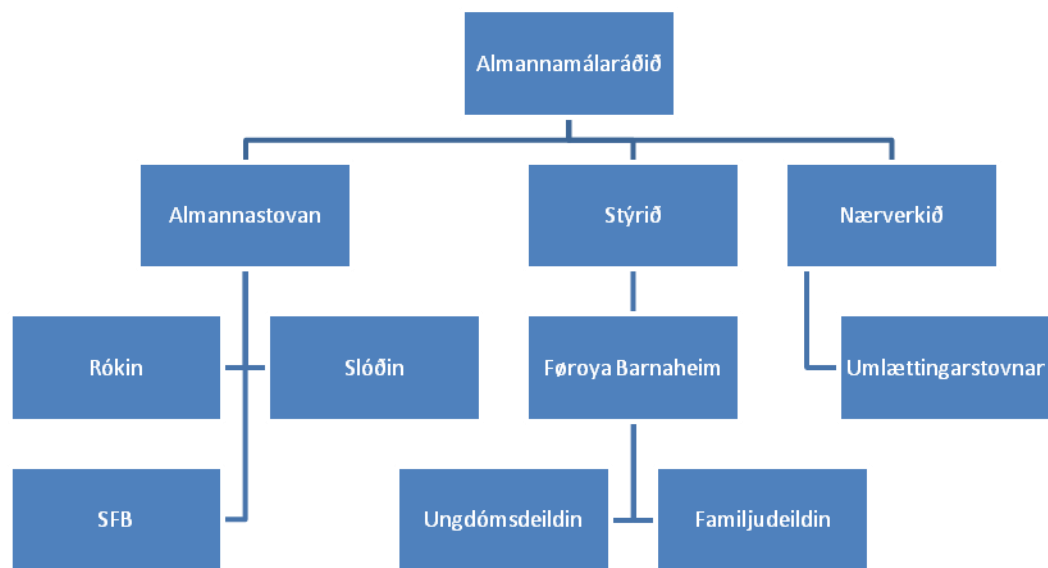 Almannamálaráðið
Almannastovan
Stýrið
Nærverkið
Rókin
Slóðin
Føroya Barnaheim
Umlættingarstovnar
SFB
Ungdómsdeildin
Familjudeildin